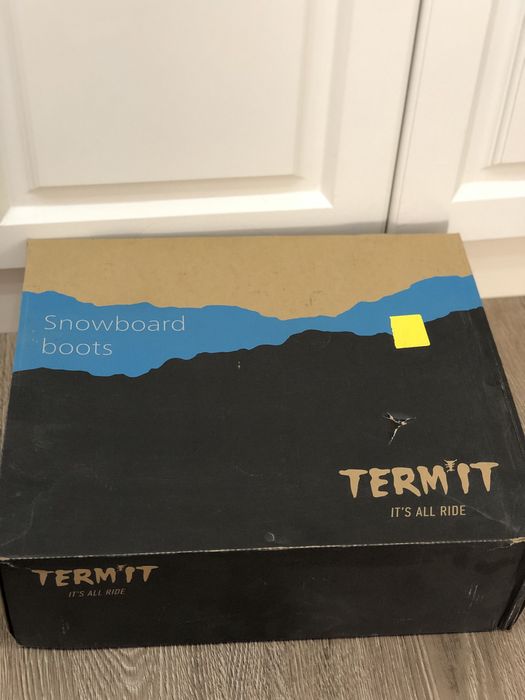 Snowboard
boots
TERMIT
IT'S ALL RIDE
TERMIT
IT'S ALL RIDE